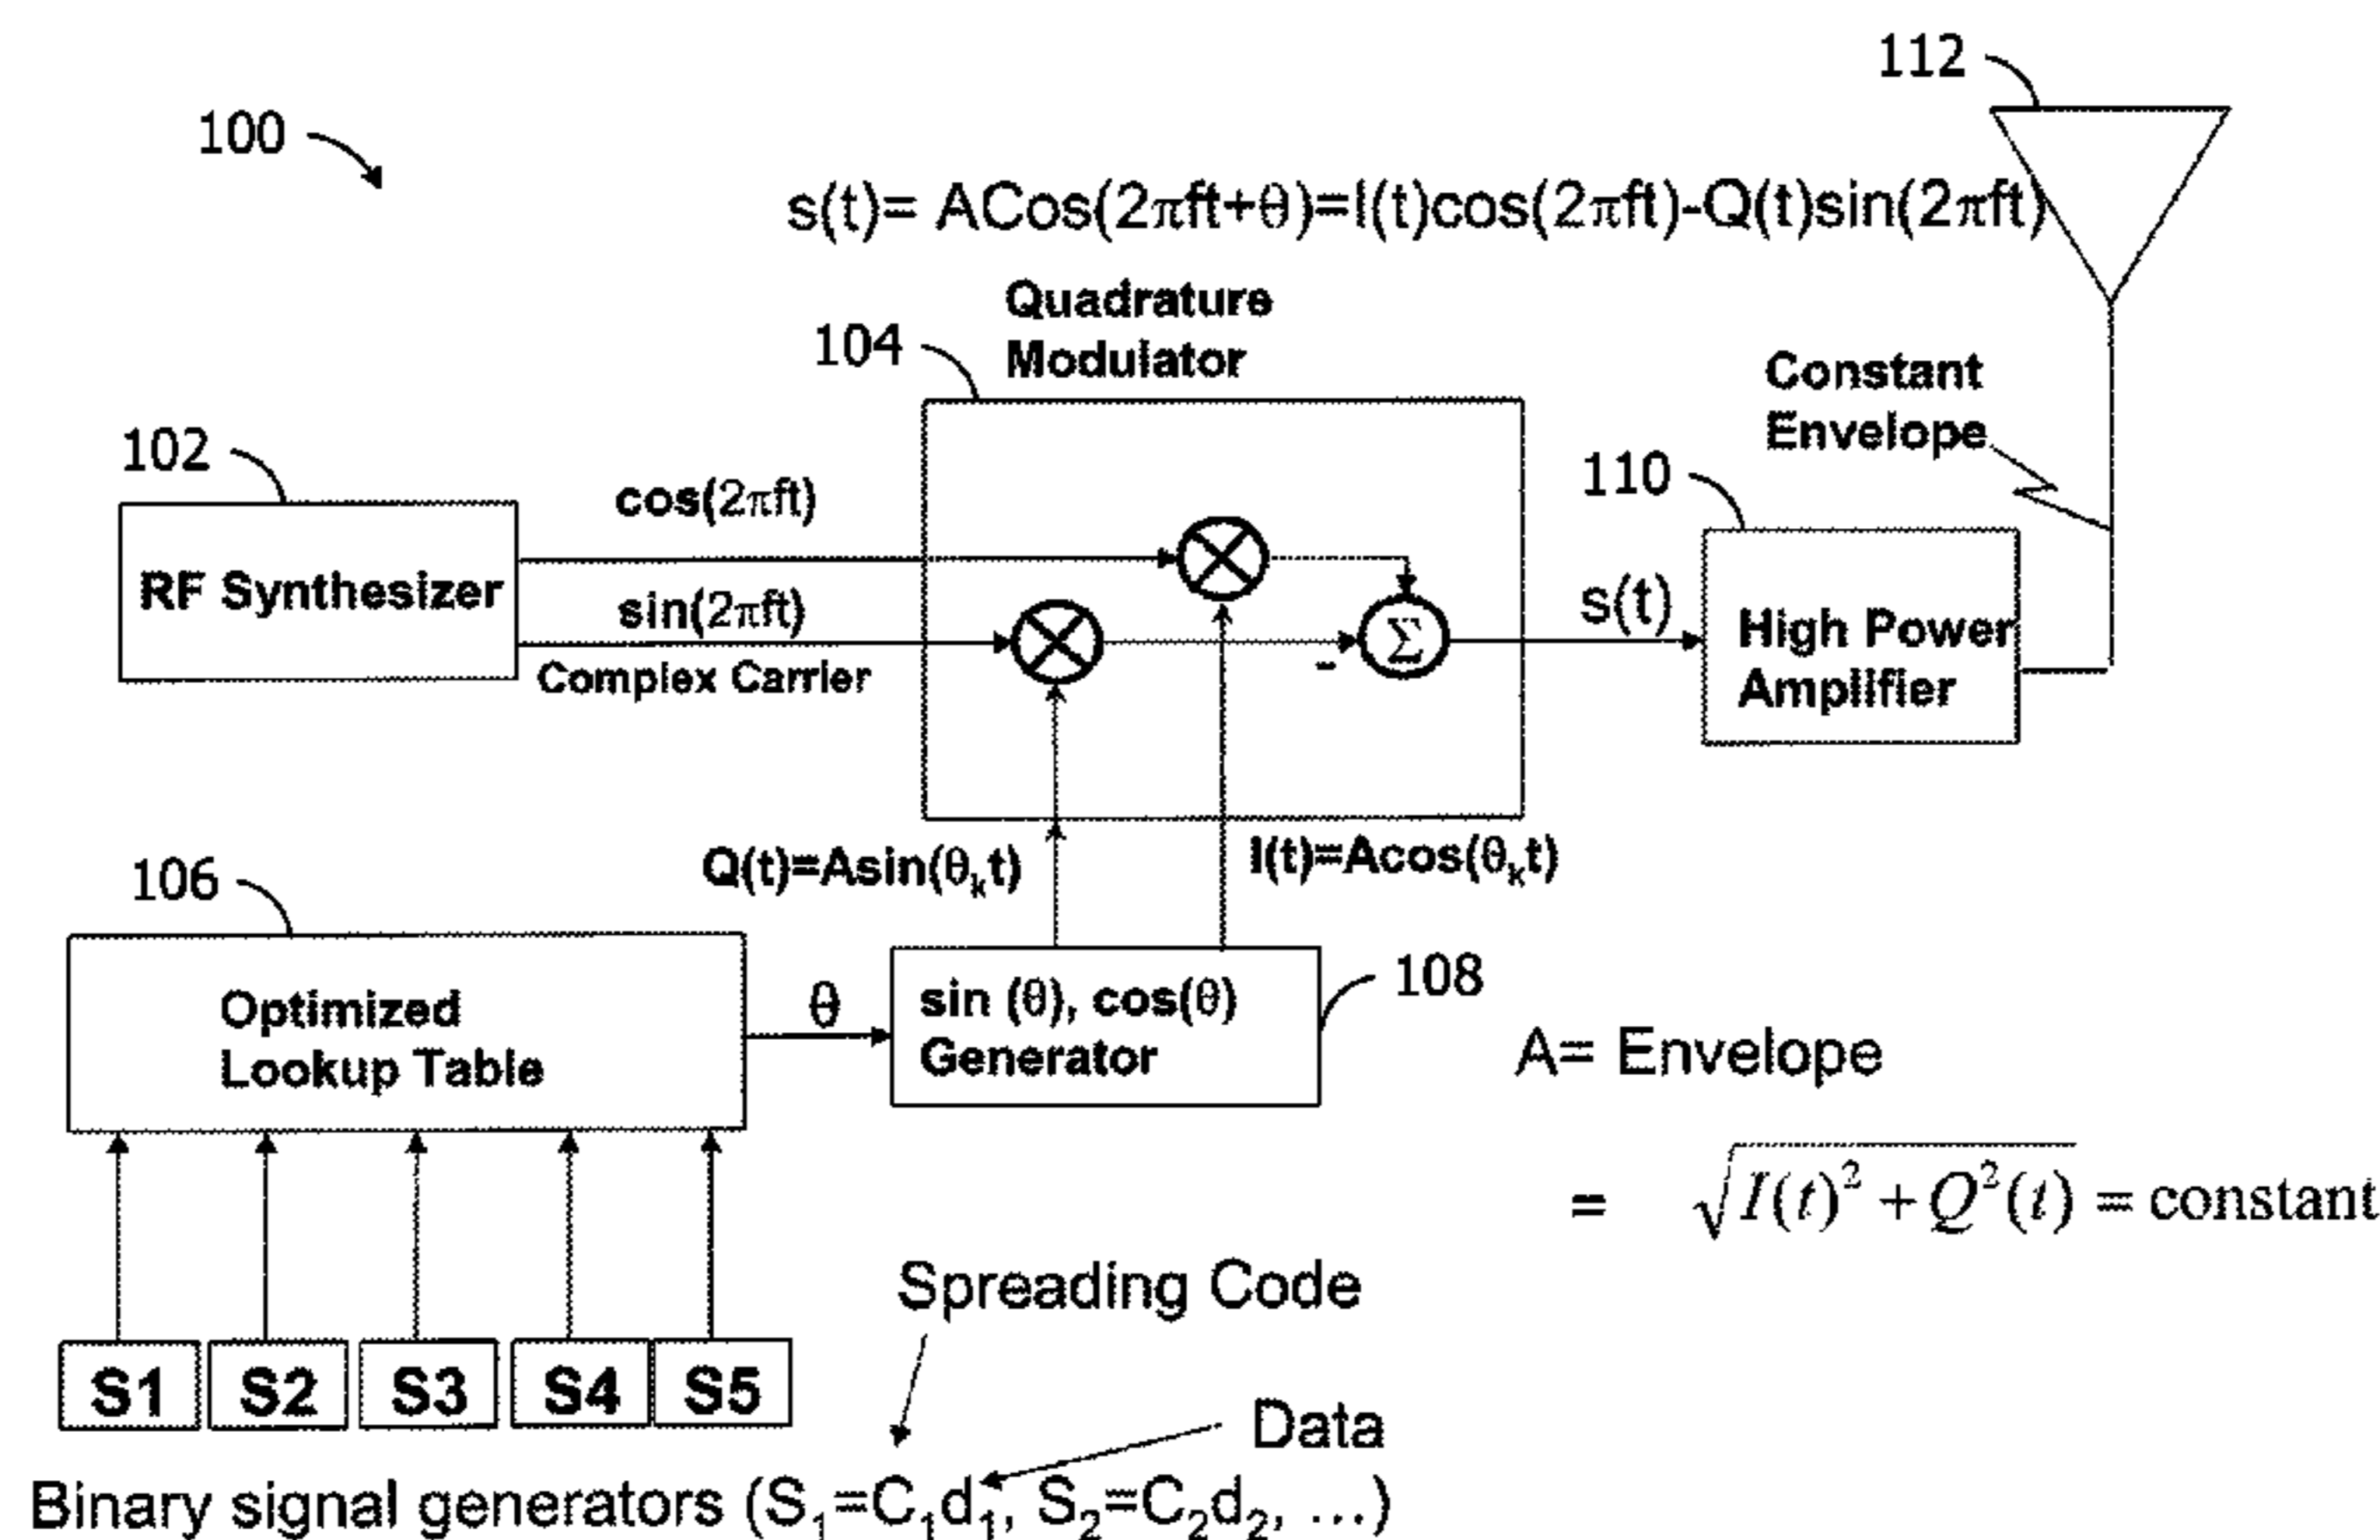 112
100
s(t)= ACos(2πft+θ)=I(t)cos(2πft)-Q(t)sin(2πft)
Quadrature
Modulator
104
Constant
Envelope
102
110
cos(2πft)
RF Synthesizer
sin(2πft)
Complex Carrier
Σ
-
s(t)
High Power
Amplifier
Q(t)=Asin(θₖt)
I(t)=Acos(θₖt)
106
108
Optimized
Lookup Table
θ
sin (θ), cos(θ)
Generator
A= Envelope
= √I(t)² + Q²(t) = constant
Spreading Code
S1 S2 S3 S4 S5
Data
Binary signal generators (S₁=C₁d₁, S₂=C₂d₂, ...)